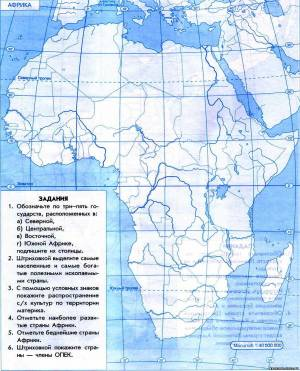 АФРИКА
Северный тропик
Экватор
Южный тропик
ЗАДАНИЯ
1. Обозначьте по три–пять го-
сударств, расположенных в:
а) Северной,
б) Центральной,
в) Восточной,
г) Южной Африке,
подпишите их столицы.
2. Штриховкой выделите самые
населенные и самые бога-
тые полезными ископаемы-
ми страны.
3. С помощью условных знаков
покажите распространение
с/х культур по территории
материка.
4. Отметьте наиболее разви-
тые страны Африки.
5. Отметьте беднейшие страны
Африки.
6. Штриховкой покажите стра-
ны — члены ОПЕК.
Масштаб 1:40 000 000